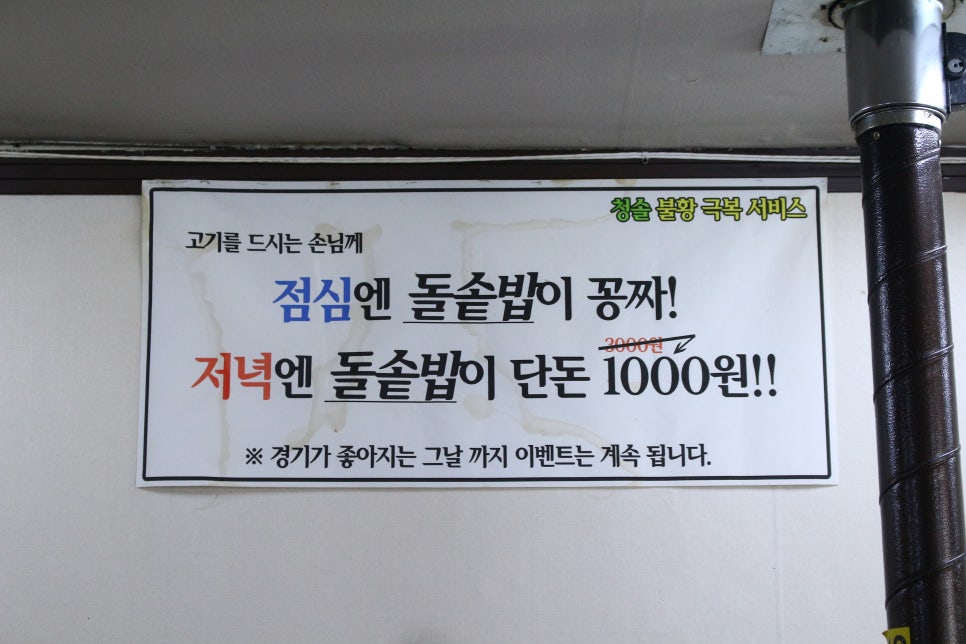 청솔 불황 극복 서비스
고기를 드시는 손님께
점심엔 돌솥밥이 꽁짜!
3000원
저녁엔 돌솥밥이 단돈 1000원!!
※ 경기가 좋아지는 그날 까지 이벤트는 계속 됩니다.